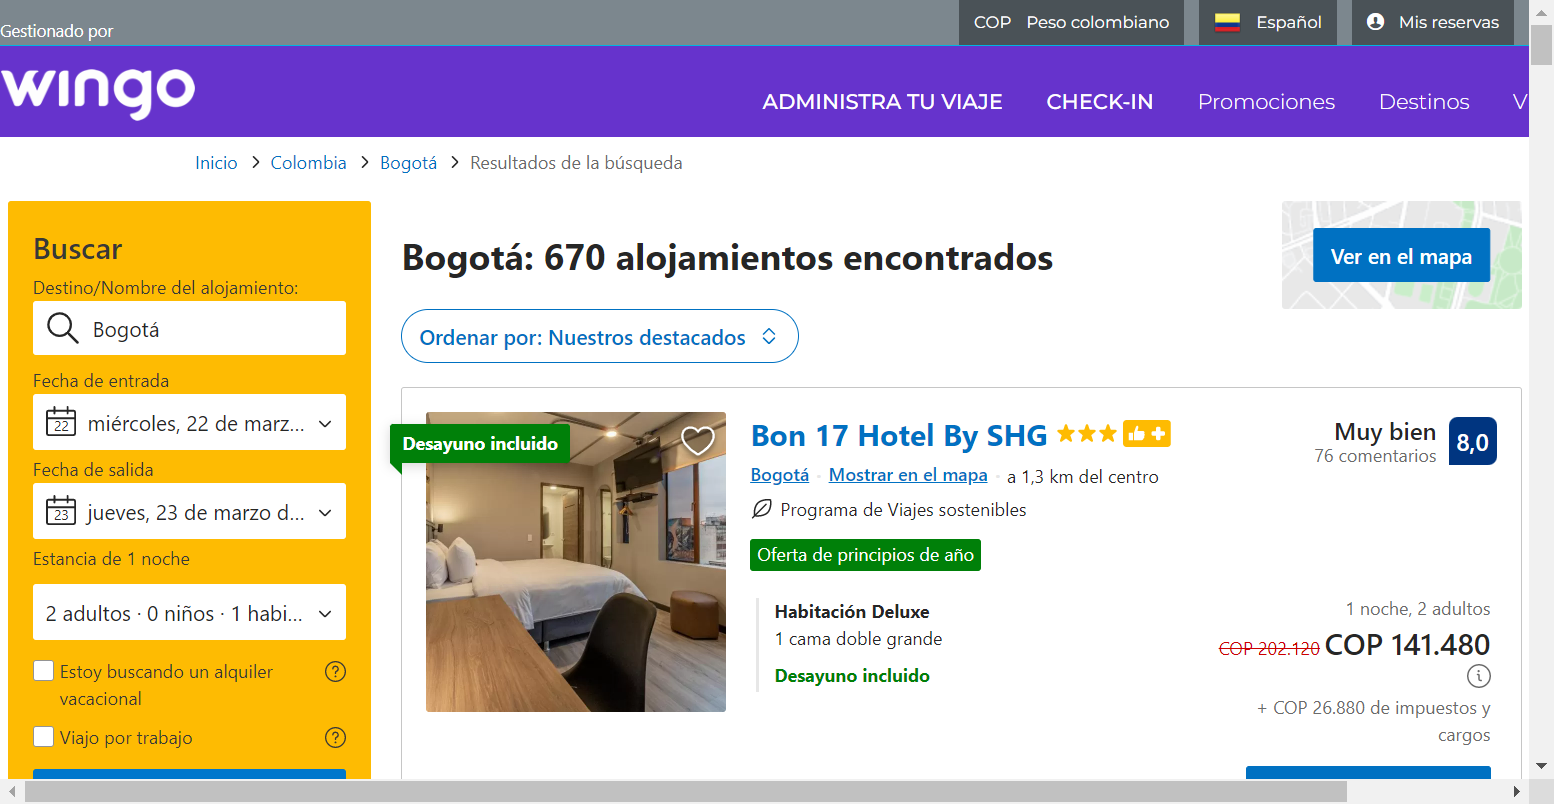 Gestionado por
COP Peso colombiano
Español
Mis reservas
wingo
ADMINISTRA TU VIAJE
CHECK-IN
Promociones
Destinos
V
Inicio > Colombia > Bogotá > Resultados de la búsqueda
Buscar
Destino/Nombre del alojamiento:
Bogotá
Fecha de entrada
22 miércoles, 22 de marz...
Fecha de salida
23 jueves, 23 de marzo d...
Estancia de 1 noche
2 adultos · 0 niños · 1 habi...
Estoy buscando un alquiler
vacacional
Viajo por trabajo
Bogotá: 670 alojamientos encontrados
Ver en el mapa
Ordenar por: Nuestros destacados
Desayuno incluido
Bon 17 Hotel By SHG
Bogotá · Mostrar en el mapa · a 1,3 km del centro
Programa de Viajes sostenibles
Oferta de principios de año
Muy bien
76 comentarios
8,0
Habitación Deluxe
1 cama doble grande
Desayuno incluido
1 noche, 2 adultos
COP 202.120 COP 141.480
+ COP 26.880 de impuestos y
cargos